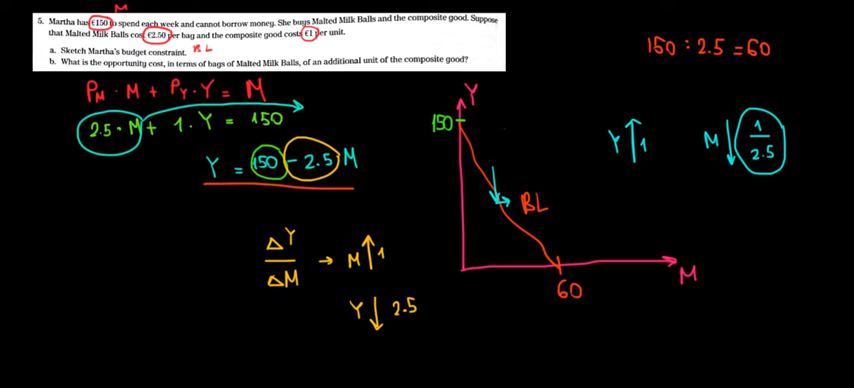 M
5. Martha has €150 to spend each week and cannot borrow money. She buys Malted Milk Balls and the composite good. Suppose
that Malted Milk Balls cost €2.50 per bag and the composite good costs €1 per unit.
a. Sketch Martha's budget constraint. BL
b. What is the opportunity cost, in terms of bags of Malted Milk Balls, of an additional unit of the composite good?
150 : 2.5 = 60
PM · M + PY · Y = M
2.5 · M + 1 · Y = 150
Y = 150 - 2.5 M
ΔY
ΔM
→ M ↑ 1
Y ↓ 2.5
Y
150
BL
60
M
Y ↑ 1
M ↓ 1
2.5